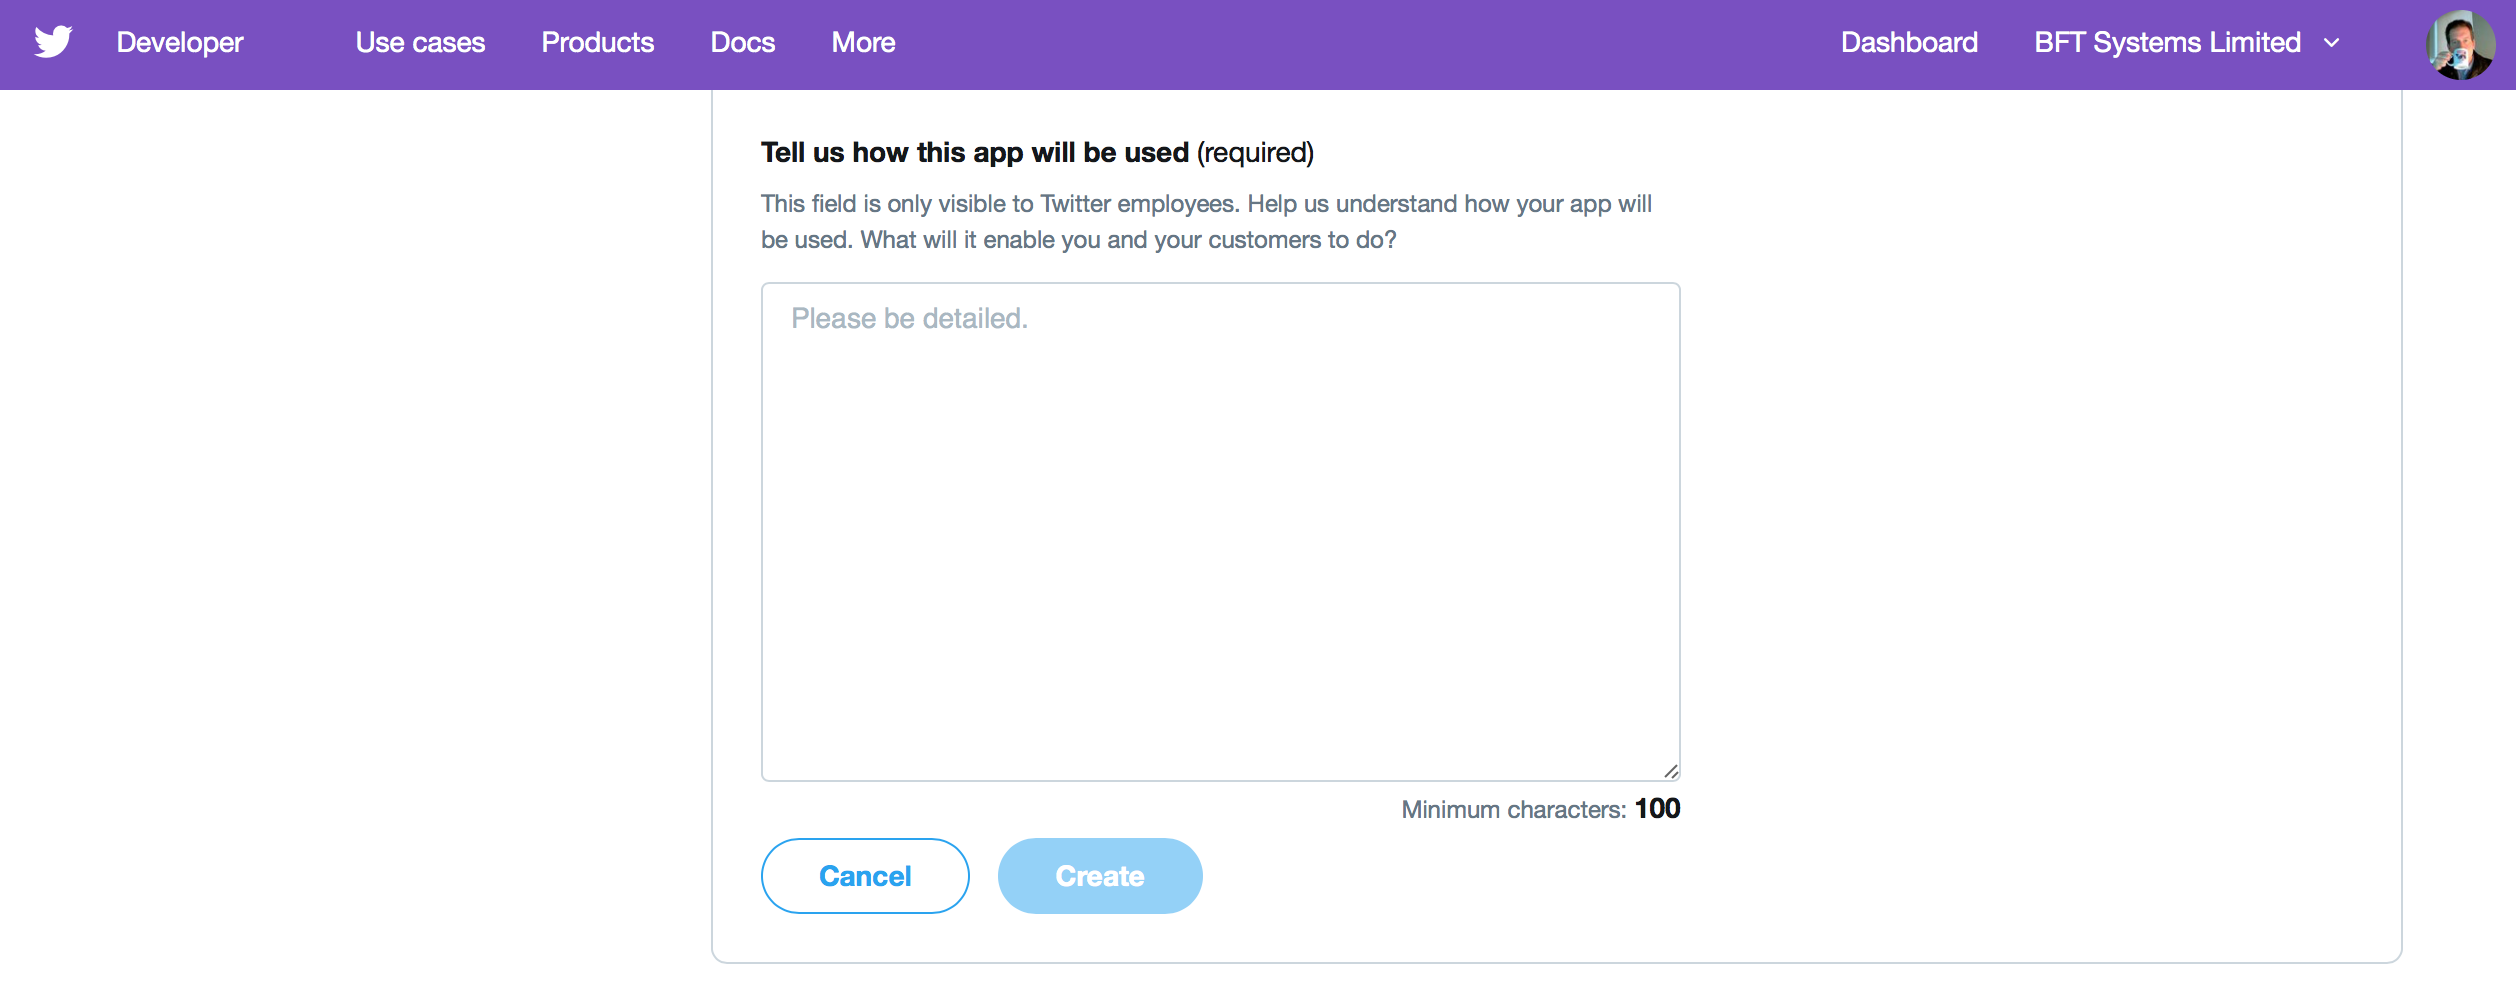 Developer Use cases Products Docs More Dashboard BFT Systems Limited
Tell us how this app will be used (required)
This field is only visible to Twitter employees. Help us understand how your app will
be used. What will it enable you and your customers to do?
Please be detailed.
Minimum characters: 100
Cancel Create